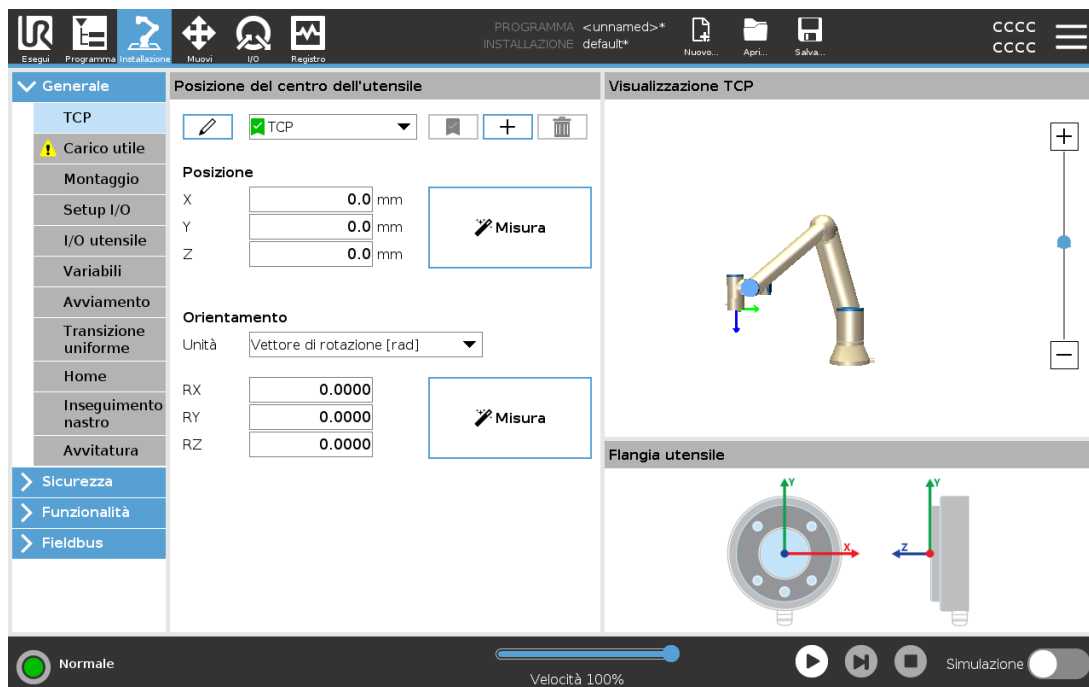 PROGRAMMA <unnamed>*
INSTALLAZIONE default*
CCCC
CCCC
Esegui Programma Installazione Muovi I/O Registro Nuovo... Apri... Salva...
Generale
TCP
Carico utile
Montaggio
Setup I/O
I/O utensile
Variabili
Avviamento
Transizione
uniforme
Home
Inseguimento
nastro
Avvitatura
Sicurezza
Funzionalità
Fieldbus
Posizione del centro dell'utensile
TCP
Posizione
X 0.0 mm
Y 0.0 mm
Z 0.0 mm
Misura
Orientamento
Unità Vettore di rotazione [rad]
RX 0.0000
RY 0.0000
RZ 0.0000
Misura
Visualizzazione TCP
Flangia utensile
Y Y
X Z
Normale
Velocità 100%
Simulazione